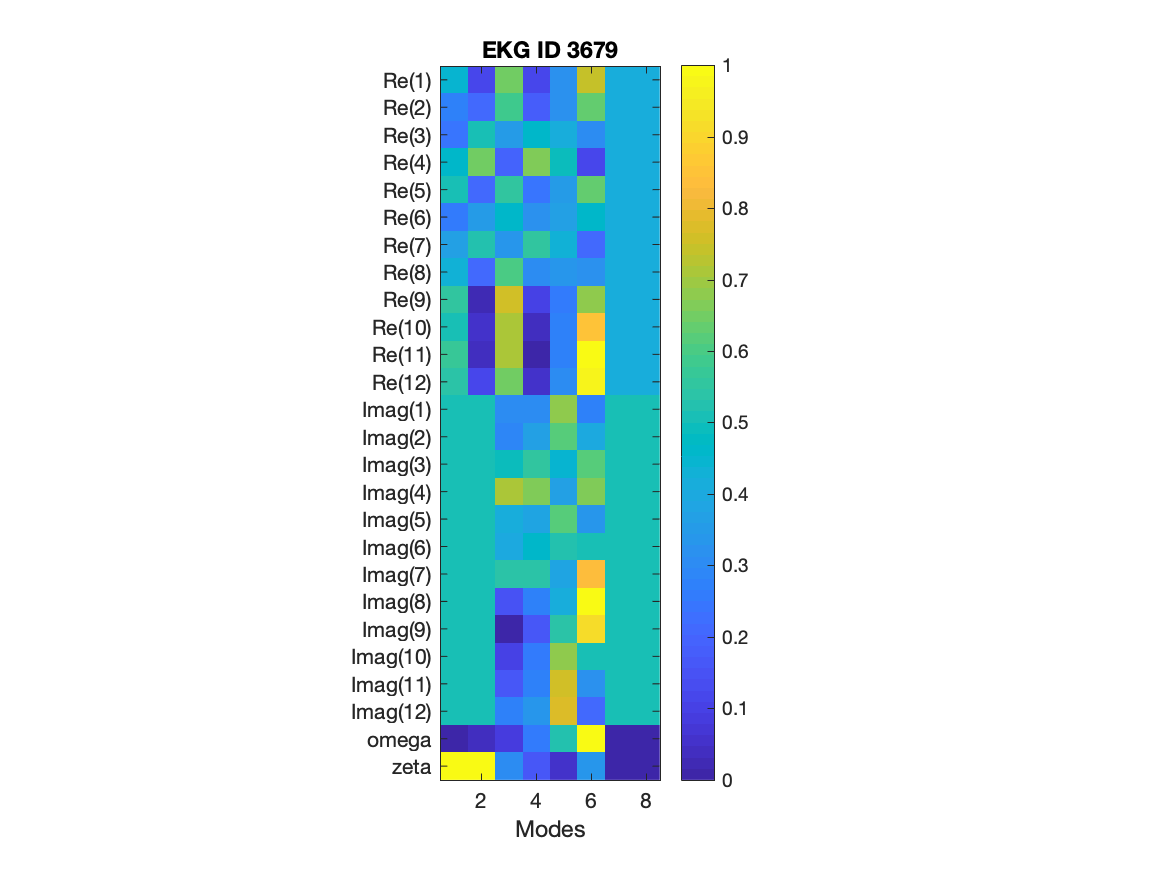 EKG ID 3679
Re(1)
Re(2)
Re(3)
Re(4)
Re(5)
Re(6)
Re(7)
Re(8)
Re(9)
Re(10)
Re(11)
Re(12)
Imag(1)
Imag(2)
Imag(3)
Imag(4)
Imag(5)
Imag(6)
Imag(7)
Imag(8)
Imag(9)
Imag(10)
Imag(11)
Imag(12)
omega
zeta
2 4 6 8
Modes
1
0.9
0.8
0.7
0.6
0.5
0.4
0.3
0.2
0.1
0